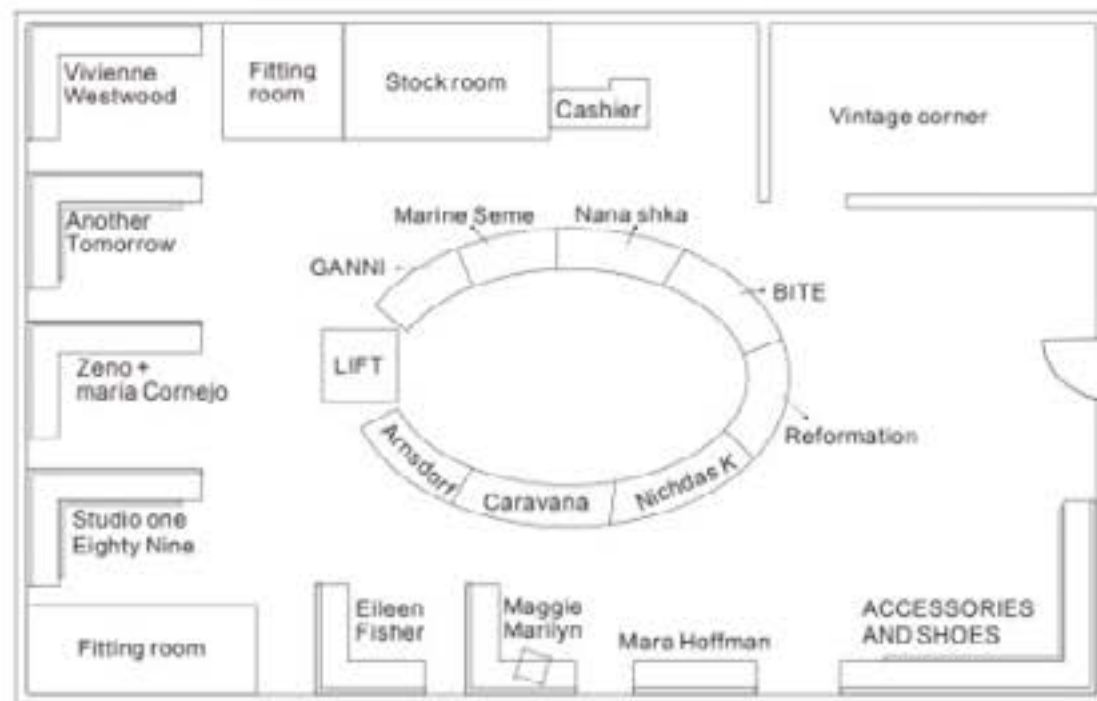 Vivienne
Westwood
Fitting
room
Stock room
Cashier
Vintage corner
Another
Tomorrow
Marine Seme
Nana shka
GANNI
BITE
LIFT
Zeno +
maria Cornejo
Reformation
Arnsdorf
Caravana
Nichdas K
Studio one
Eighty Nine
Fitting room
Eileen
Fisher
Maggie
Marilyn
Mara Hoffman
ACCESSORIES
AND SHOES